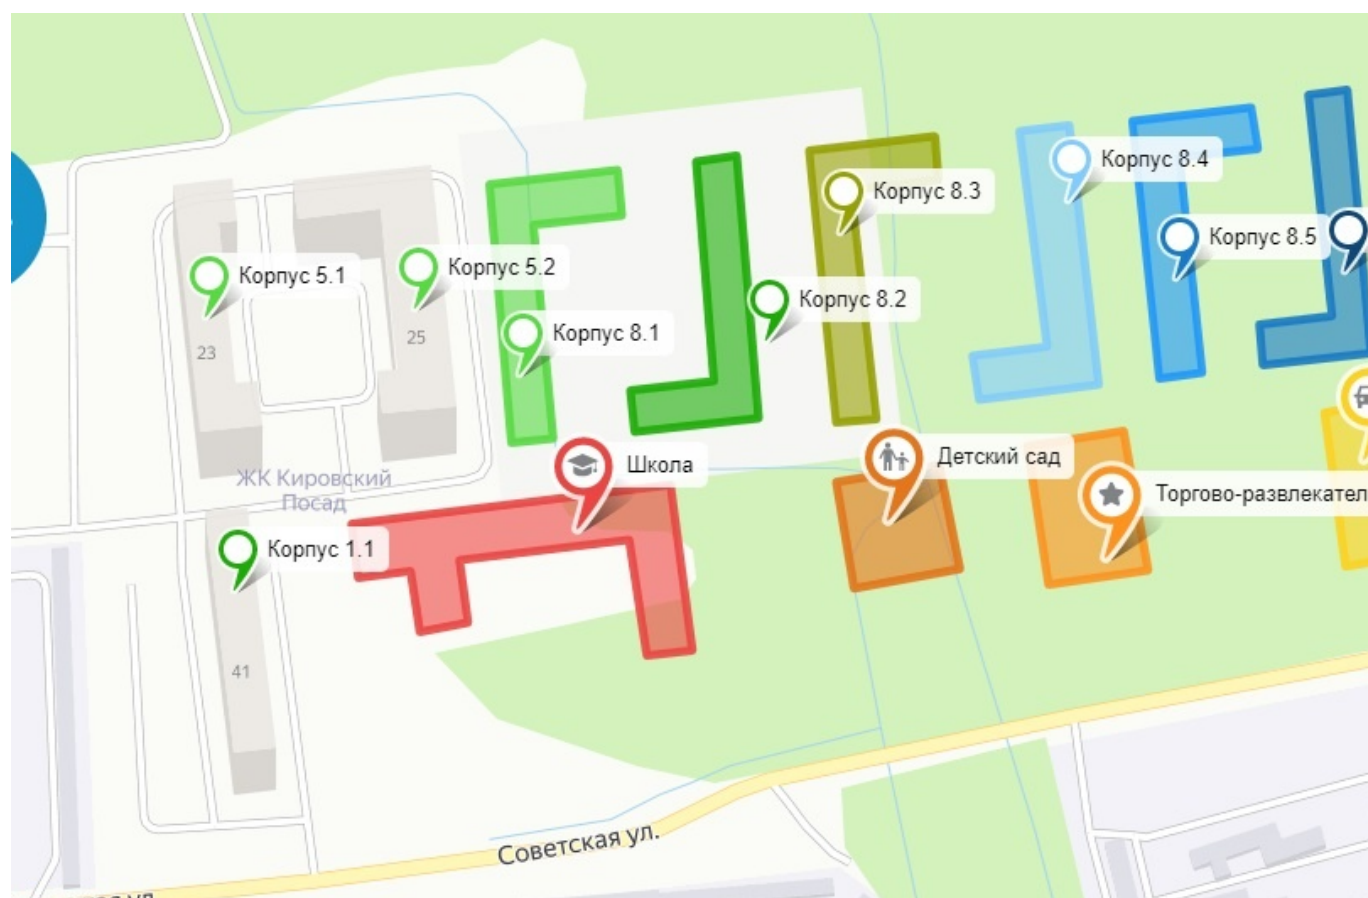 Корпус 8.4
Корпус 8.3
Корпус 8.5
Корпус 5.2
Корпус 5.1
Корпус 8.2
Корпус 8.1
25
23
Детский сад
Школа
ЖК Кировский
Посад
Торгово-развлекател
Корпус 1.1
41
Советская ул.
ул.